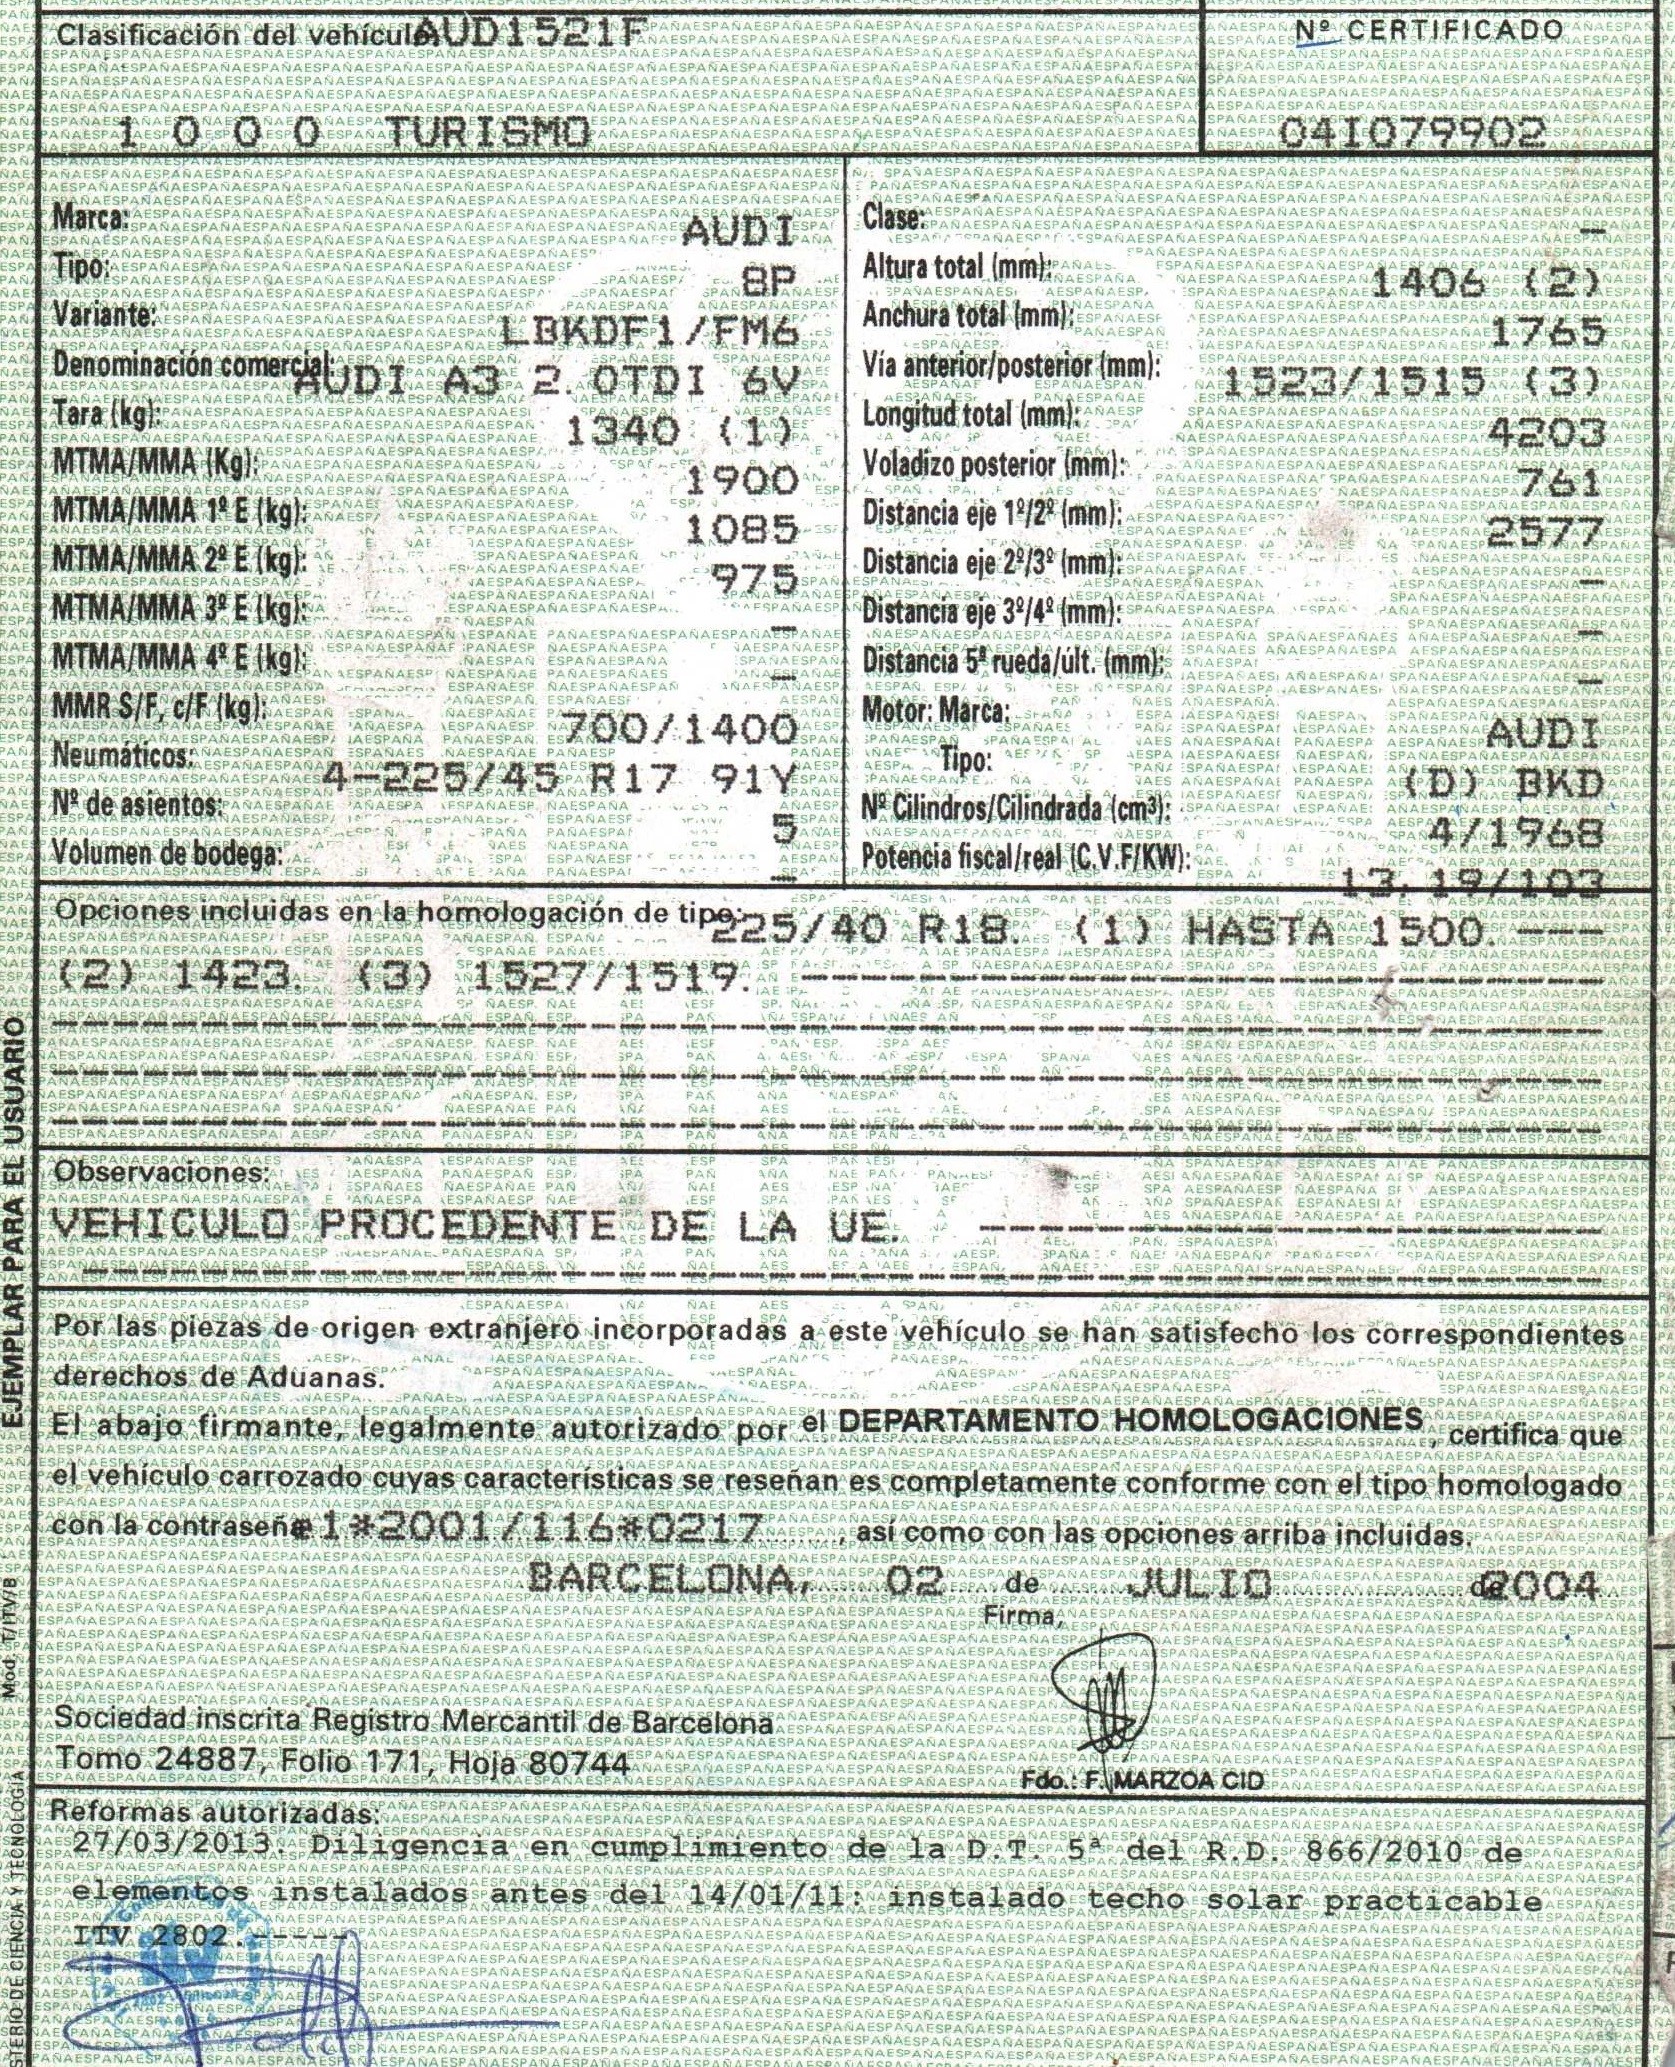 Clasificación del vehículo AUD1521F
Nº CERTIFICADO
1 0 0 0 TURISMO
04I079902
Marca: AUDI
Tipo: 8P
Variante: LBKDF1/FM6
Denominación comercial: AUDI A3 2.0TDI 6V
Tara (kg): 1340 (1)
MTMA/MMA (Kg): 1900
MTMA/MMA 1º E (kg): 1085
MTMA/MMA 2º E (kg): 975
MTMA/MMA 3º E (kg): —
MTMA/MMA 4º E (kg): —
MMR S/F, c/F (kg): 700/1400
Neumáticos: 4-225/45 R17 91Y
Nº de asientos: 5
Volumen de bodega: —
Clase: —
Altura total (mm): 1406 (2)
Anchura total (mm): 1765
Vía anterior/posterior (mm): 1523/1515 (3)
Longitud total (mm): 4203
Voladizo posterior (mm): 761
Distancia eje 1º/2º (mm): 2577
Distancia eje 2º/3º (mm): —
Distancia eje 3º/4º (mm): —
Distancia 5ª rueda/ult. (mm): —
Motor: Marca: AUDI
Tipo: (D) BKD
Nº Cilindros/Cilindrada (cm³): 4/1968
Potencia fiscal/real (C.V.F/KW): 13,19/103
Opciones incluidas en la homologación de tipo: 225/40 R18. (1) HASTA 1500. ----
(2) 1423. (3) 1527/1519.
Observaciones:
VEHICULO PROCEDENTE DE LA UE.
Por las piezas de origen extranjero incorporadas a este vehículo se han satisfecho los correspondientes
derechos de Aduanas.
El abajo firmante, legalmente autorizado por el DEPARTAMENTO HOMOLOGACIONES, certifica que
el vehículo carrozado cuyas características se reseñan es completamente conforme con el tipo homologado
con la contraseña e1*2001/116*0217, así como con las opciones arriba incluidas.
BARCELONA, 02 de JULIO de 2004
Firma,
Sociedad inscrita Registro Mercantil de Barcelona
Tomo 24887, Folio 171, Hoja 80744
Fdo.: F. MARZOA CID
Reformas autorizadas:
27/03/2013. Diligencia en cumplimiento de la D.T. 5ª del R.D. 866/2010 de
elementos instalados antes del 14/01/11: instalado techo solar practicable
ITV 2802.-----
EJEMPLAR PARA EL USUARIO
Mod. T/ITV/B
STERIO DE CIENCIA Y TECNOLOGÍA